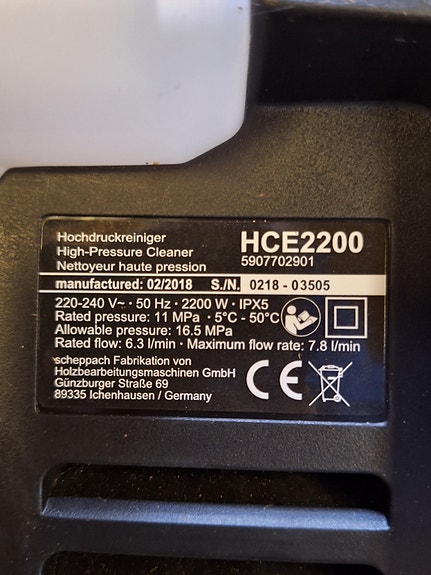 Hochdruckreiniger
High-Pressure Cleaner
Nettoyeur haute pression
HCE2200
5907702901
manufactured: 02/2018 S./N. 0218 - 03505
220-240 V~ · 50 Hz · 2200 W · IPX5
Rated pressure: 11 MPa · 5°C - 50°C
Allowable pressure: 16.5 MPa
Rated flow: 6.3 l/min · Maximum flow rate: 7.8 l/min
scheppach Fabrikation von
Holzbearbeitungsmaschinen GmbH
Günzburger Straße 69
89335 Ichenhausen / Germany
CE